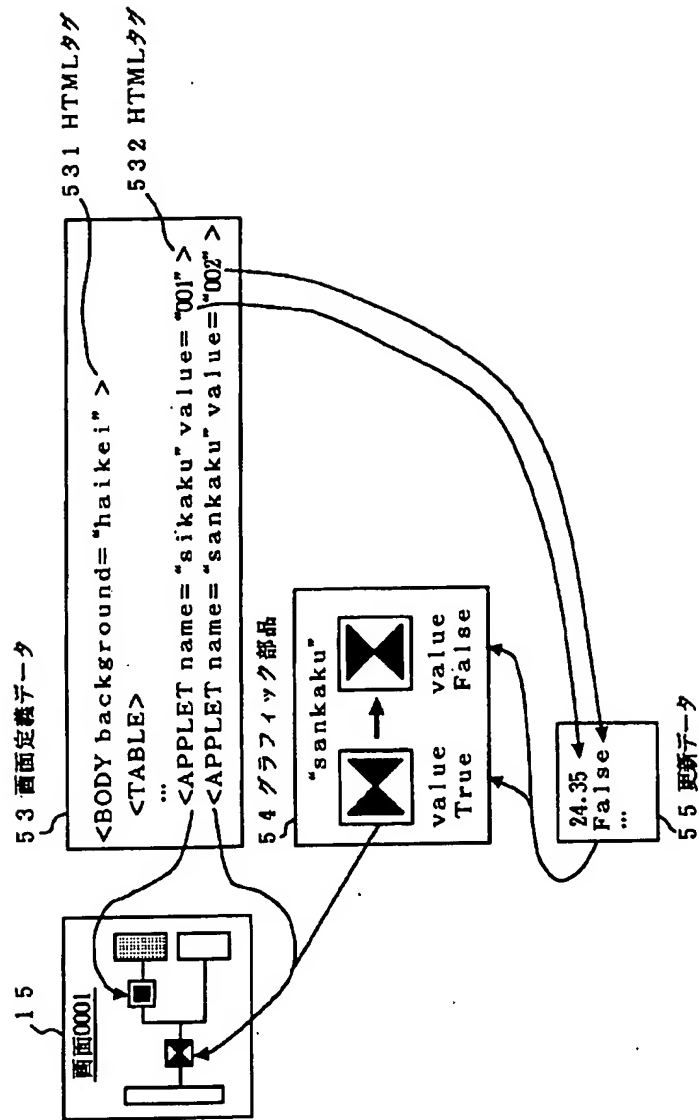 15
画面0001
53 画面定義データ
<BODY background="haikei" >
<TABLE>
…
<APPLET name="sikaku" value="001" >
<APPLET name="sankaku" value="002" >
531 HTMLタグ
532 HTMLタグ
54 グラフィック部品
"sankaku"
value
True
value
False
24.35
False
…
55 更新データ